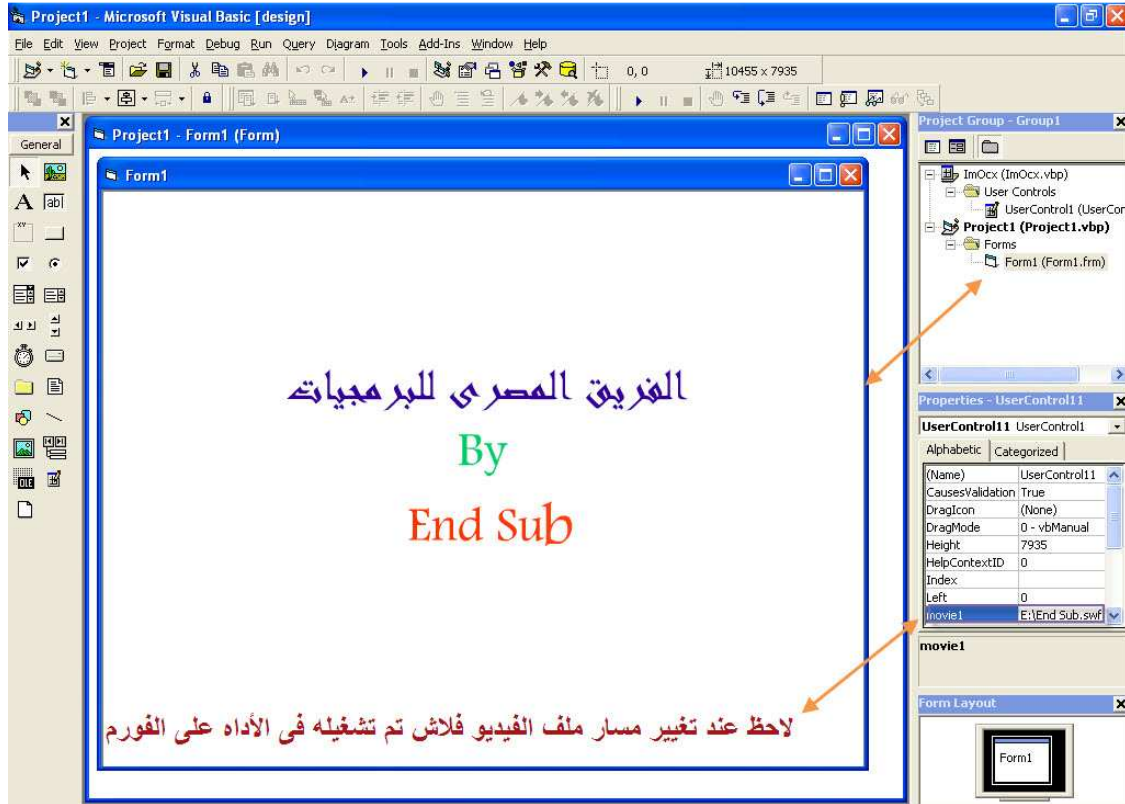 Project1 - Microsoft Visual Basic [design]
File Edit View Project Format Debug Run Query Diagram Tools Add-Ins Window Help
0, 0 10455 x 7935
General
Project1 - Form1 (Form)
Form1
الفريق المصرى للبرمجيات
By
End Sub
لاحظ عند تغيير مسار ملف الفيديو فلاش تم تشغيله فى الأداه على الفورم
Project Group - Group1
ImOcx (ImOcx.vbp)
User Controls
UserControl1 (UserCor
Project1 (Project1.vbp)
Forms
Form1 (Form1.frm)
Properties - UserControl11
UserControl11 UserControl1
Alphabetic Categorized
(Name) UserControl11
CausesValidation True
DragIcon (None)
DragMode 0 - vbManual
Height 7935
HelpContextID 0
Index
Left 0
movie1 E:\End Sub.swf
movie1
Form Layout
Form1